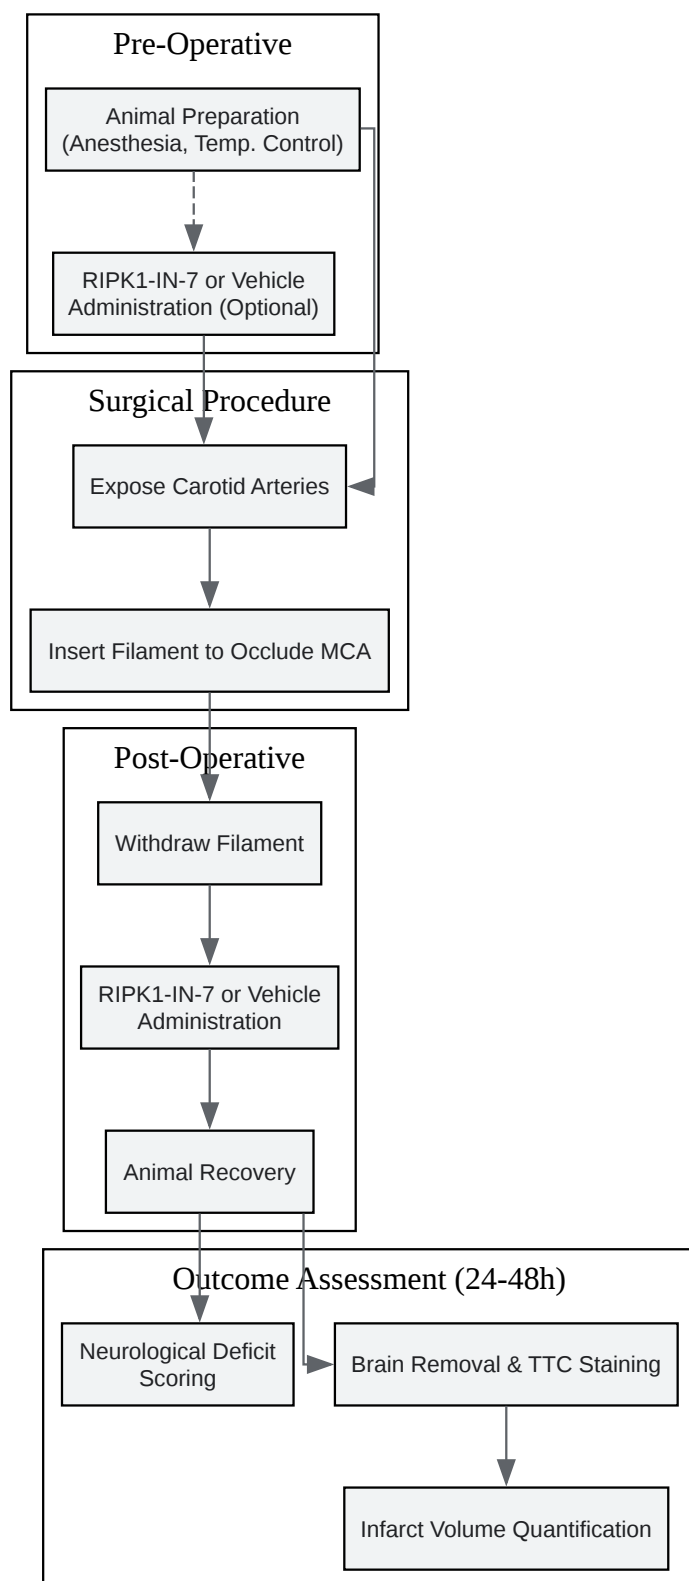 Pre-Operative
Animal Preparation
(Anesthesia, Temp. Control)
RIPK1-IN-7 or Vehicle
Administration (Optional)
Surgical Procedure
Expose Carotid Arteries
Insert Filament to Occlude MCA
Post-Operative
Withdraw Filament
RIPK1-IN-7 or Vehicle
Administration
Animal Recovery
Outcome Assessment (24-48h)
Neurological Deficit
Scoring
Brain Removal & TTC Staining
Infarct Volume Quantification